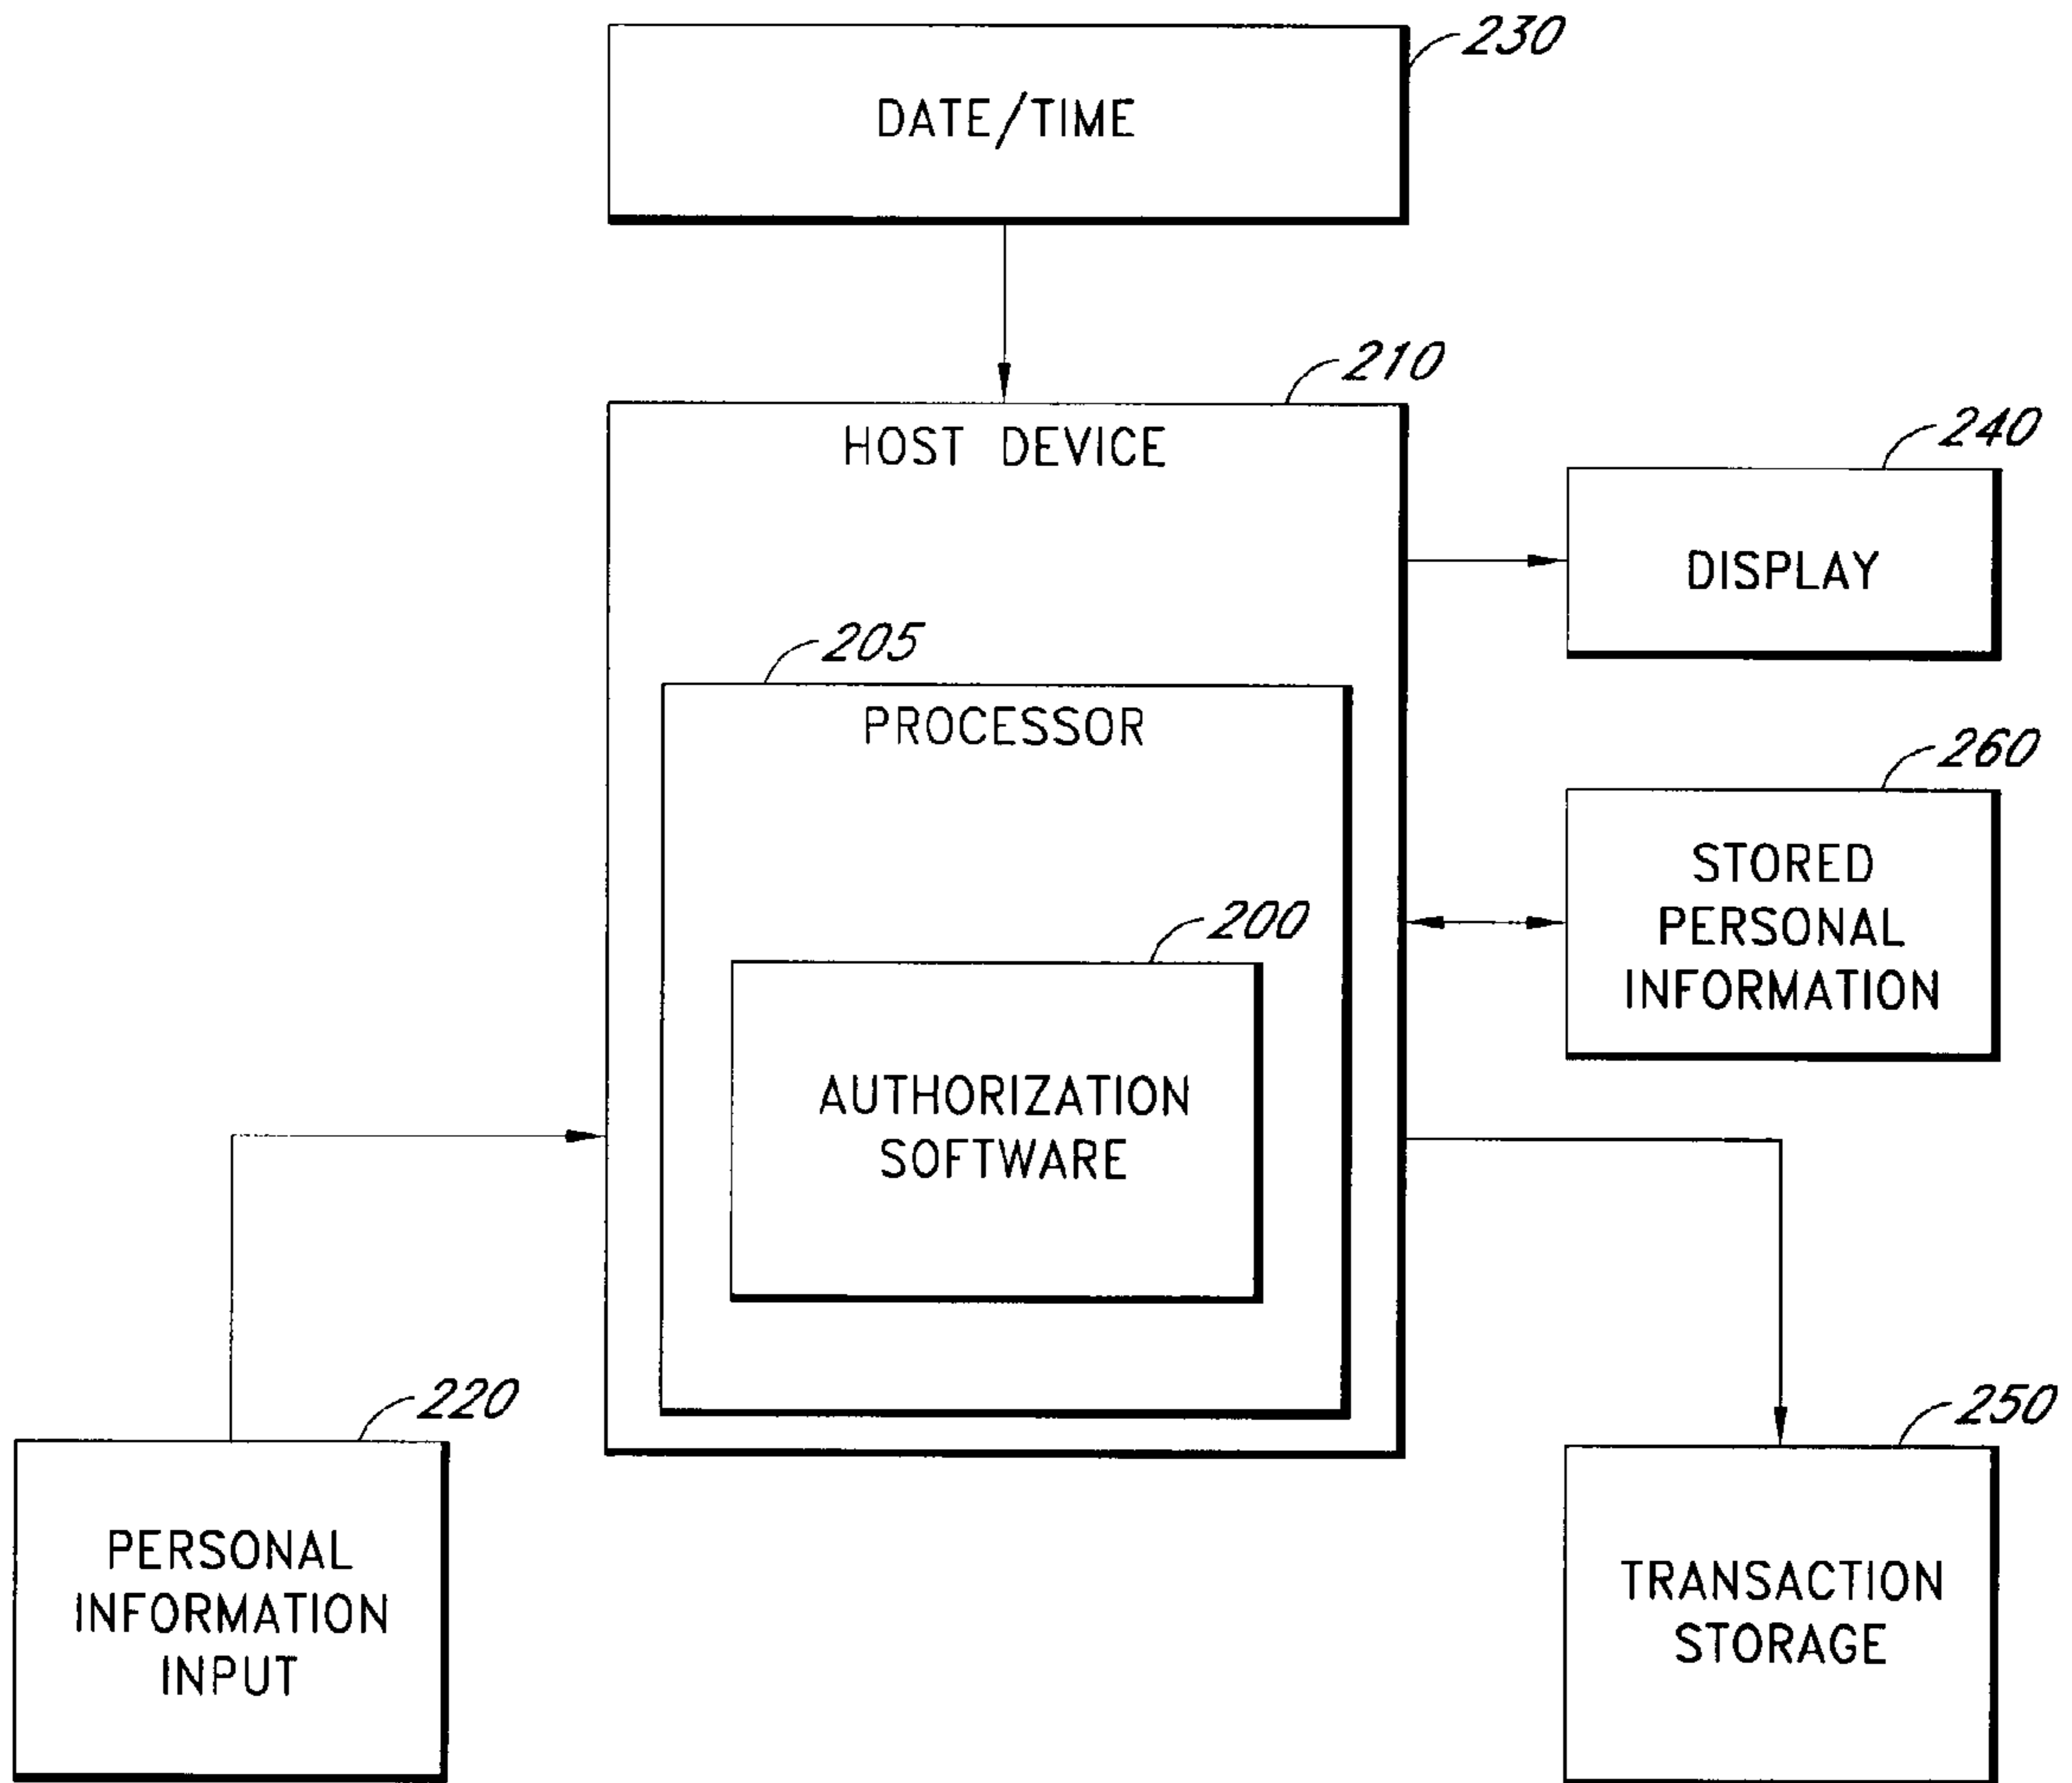 230
DATE/TIME
210
HOST DEVICE
240
DISPLAY
205
PROCESSOR
260
STORED
PERSONAL
INFORMATION
200
AUTHORIZATION
SOFTWARE
220
PERSONAL
INFORMATION
INPUT
250
TRANSACTION
STORAGE